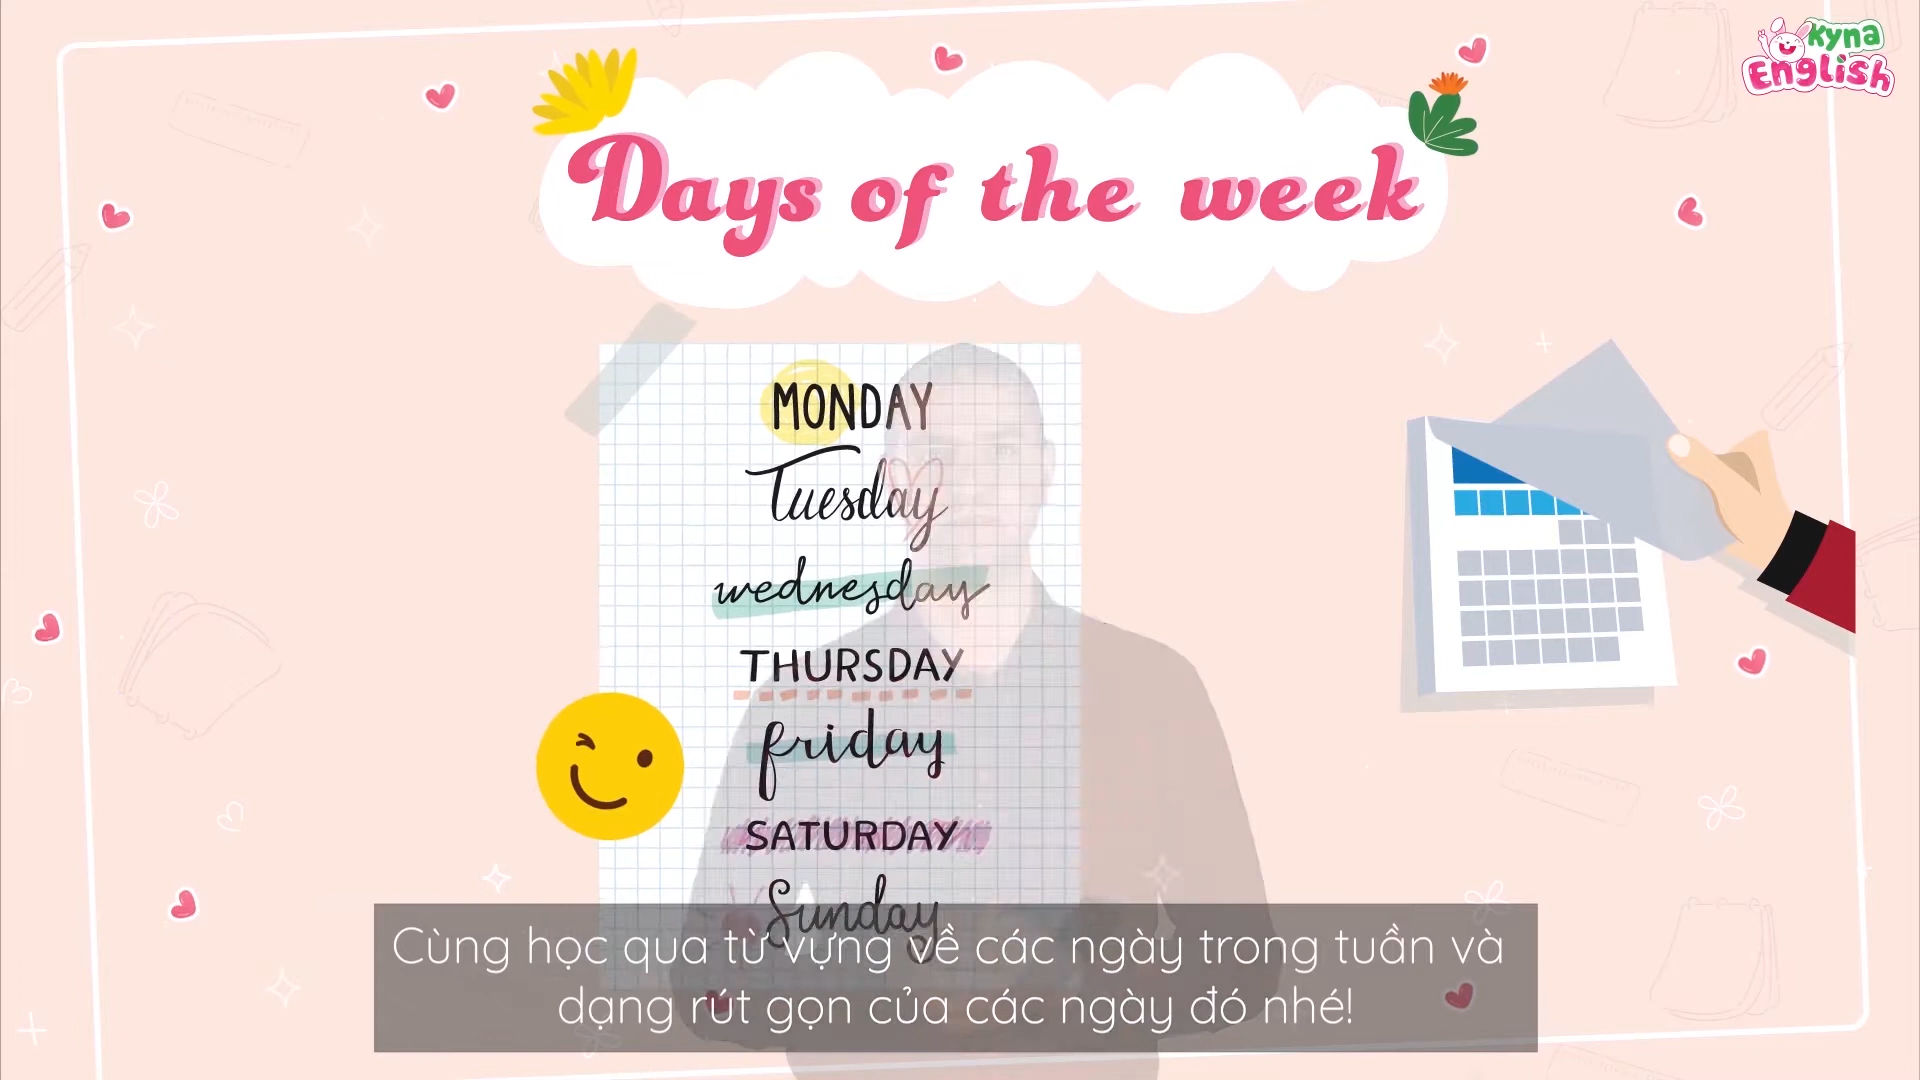 Kyna
English
Days of the week
MONDAY
Tuesday
wednesday
THURSDAY
friday
SATURDAY
Sunday
Cùng học qua từ vựng về các ngày trong tuần và
dạng rút gọn của các ngày đó nhé!